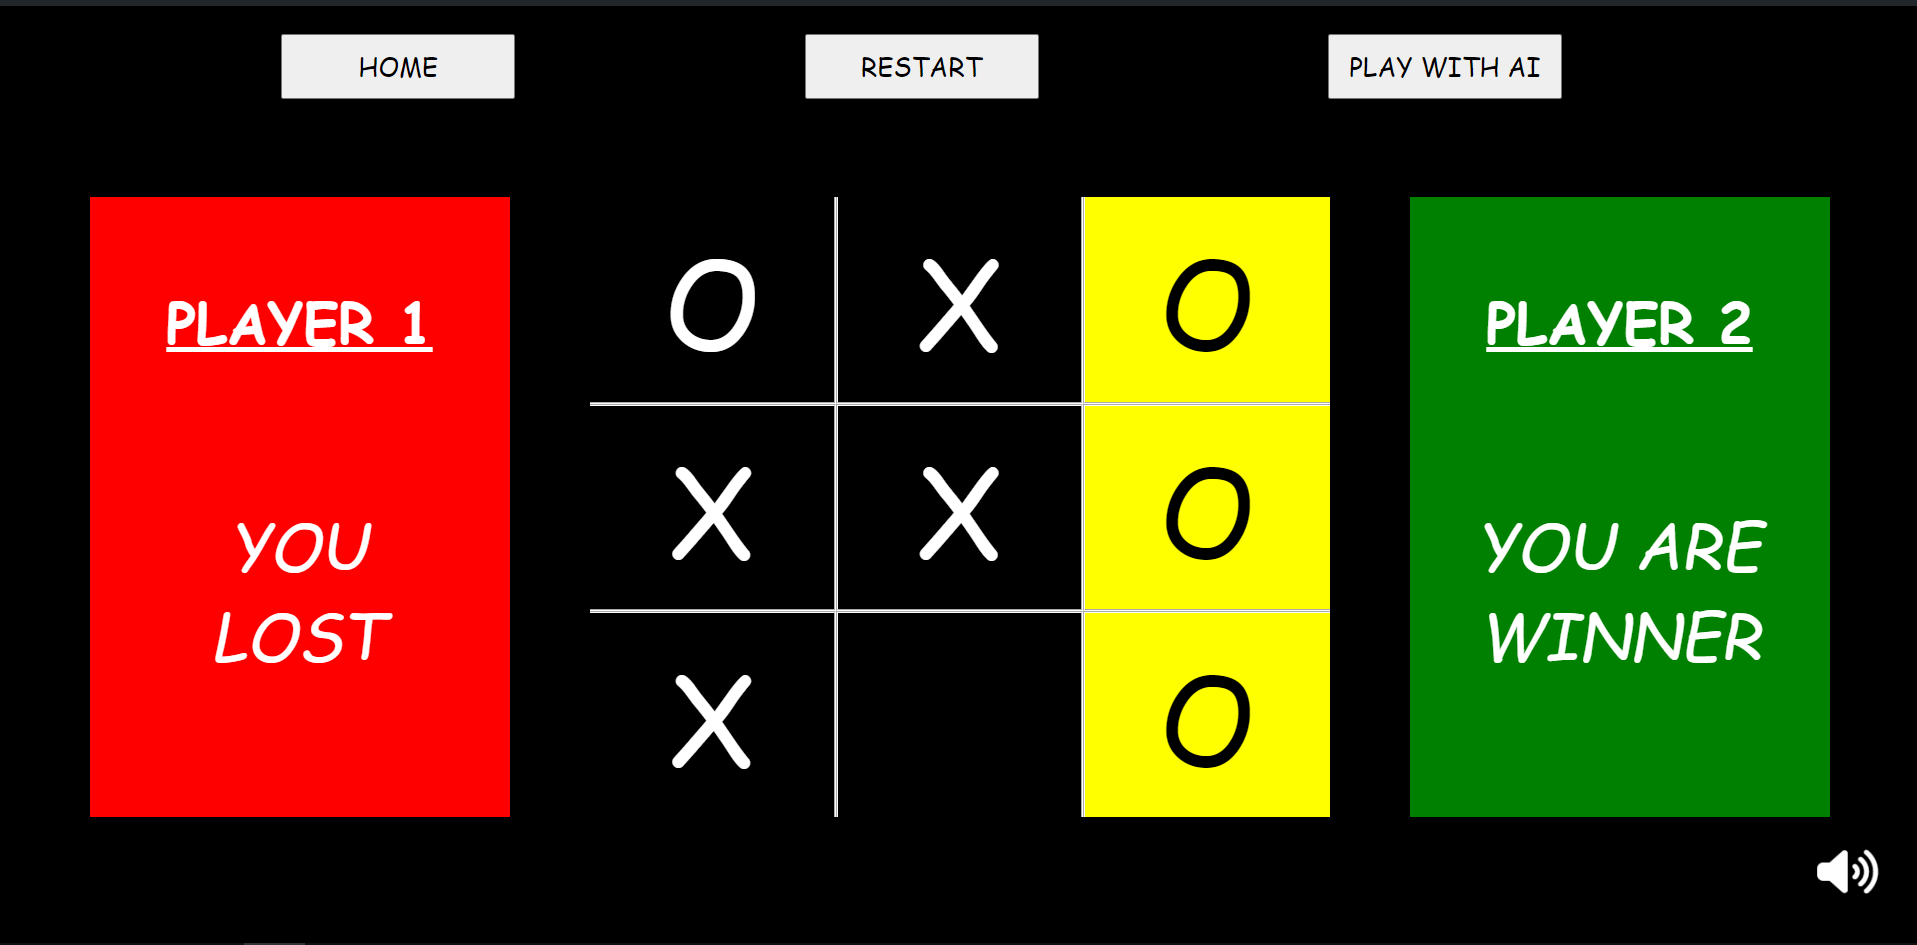 HOME RESTART PLAY WITH AI
PLAYER 1
YOU
LOST
O X O
X X O
X O
PLAYER 2
YOU ARE
WINNER